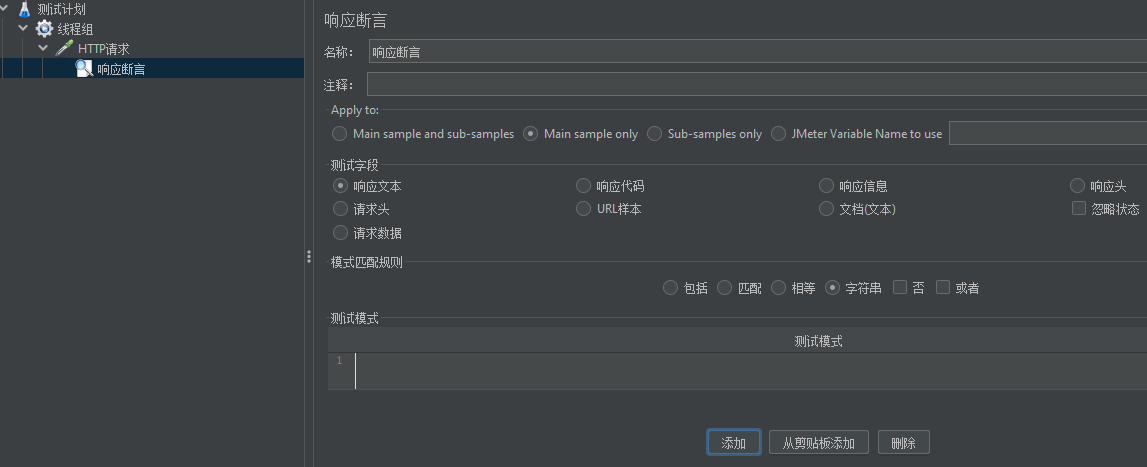 测试计划
线程组
HTTP请求
响应断言
响应断言
名称： 响应断言
注释：
Apply to:
Main sample and sub-samples Main sample only Sub-samples only JMeter Variable Name to use
测试字段
响应文本 响应代码 响应信息 响应头
请求头 URL样本 文档(文本) 忽略状态
请求数据
模式匹配规则
包括 匹配 相等 字符串 否 或者
测试模式
测试模式
1
添加 从剪贴板添加 删除